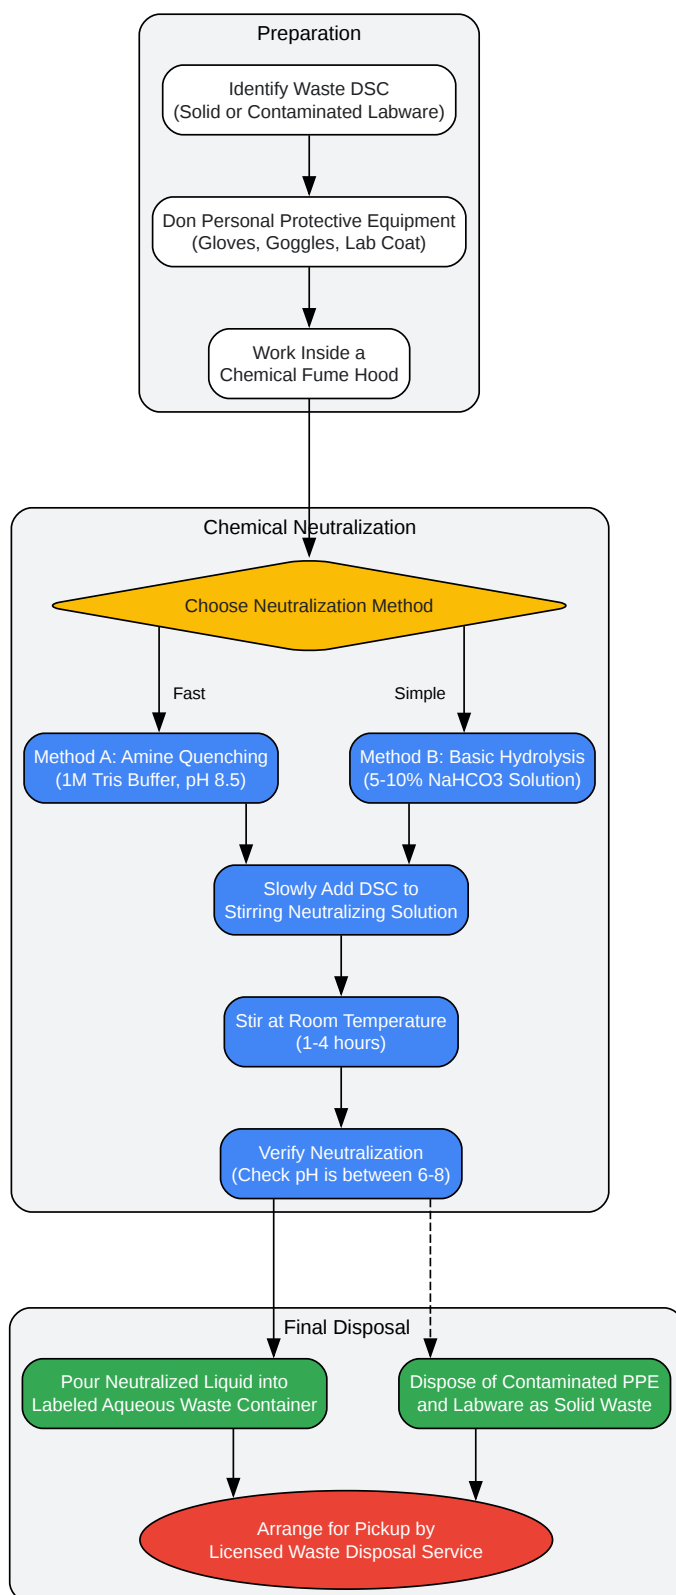 Preparation
Identify Waste DSC
(Solid or Contaminated Labware)
Don Personal Protective Equipment
(Gloves, Goggles, Lab Coat)
Work Inside a
Chemical Fume Hood
Chemical Neutralization
Choose Neutralization Method
Fast
Simple
Method A: Amine Quenching
(1M Tris Buffer, pH 8.5)
Method B: Basic Hydrolysis
(5-10% NaHCO3 Solution)
Slowly Add DSC to
Stirring Neutralizing Solution
Stir at Room Temperature
(1-4 hours)
Verify Neutralization
(Check pH is between 6-8)
Final Disposal
Pour Neutralized Liquid into
Labeled Aqueous Waste Container
Dispose of Contaminated PPE
and Labware as Solid Waste
Arrange for Pickup by
Licensed Waste Disposal Service